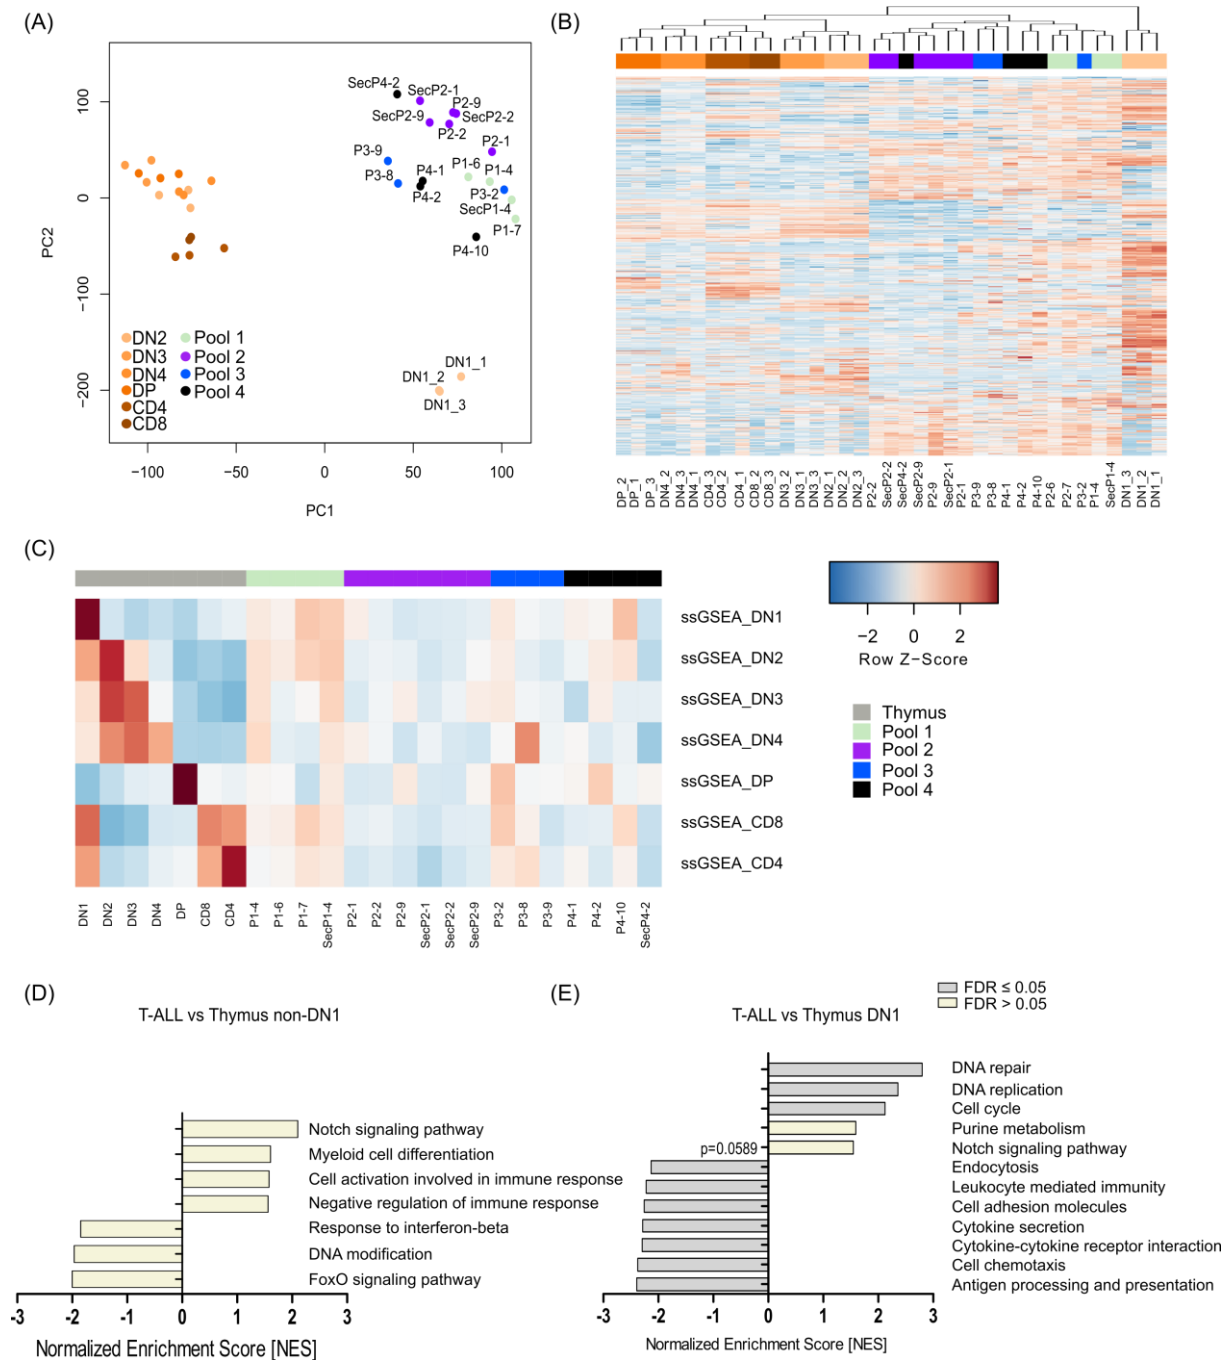 (A)
SecP4-2
SecP2-1
P2-9
SecP2-9
SecP2-2
P2-2
P2-1
P3-9
P1-6
P1-4
P4-1
P3-8
P3-2
P4-2
SecP1-4
P1-7
P4-10
DN1_1
DN1_2
DN1_3
100
0
−100
−200
PC2
−100
−50
0
50
100
PC1
DN2
DN3
DN4
DP
CD4
CD8
Pool 1
Pool 2
Pool 3
Pool 4
(B)
DP_2
DP_1
DP_3
DN4_2
DN4_3
DN4_1
CD4_3
CD4_2
CD4_1
CD8_2
CD8_3
DN3_2
DN3_1
DN3_3
DN2_1
DN2_2
DN2_3
P2-2
SecP2-2
SecP4-2
SecP2-9
P2-9
SecP2-1
P2-1
P3-9
P3-8
P4-1
P4-2
P4-10
P2-6
P2-7
P3-2
P1-4
SecP1-4
DN1_3
DN1_2
DN1_1
(C)
ssGSEA_DN1
ssGSEA_DN2
ssGSEA_DN3
ssGSEA_DN4
ssGSEA_DP
ssGSEA_CD8
ssGSEA_CD4
DN1
DN2
DN3
DN4
DP
CD8
CD4
P1-4
P1-6
P1-7
SecP1-4
P2-1
P2-2
P2-9
SecP2-1
SecP2-2
SecP2-9
P3-2
P3-8
P3-9
P4-1
P4-2
P4-10
SecP4-2
−2 0 2
Row Z−Score
Thymus
Pool 1
Pool 2
Pool 3
Pool 4
(D)
T-ALL vs Thymus non-DN1
Notch signaling pathway
Myeloid cell differentiation
Cell activation involved in immune response
Negative regulation of immune response
Response to interferon-beta
DNA modification
FoxO signaling pathway
-3 -2 -1 0 1 2 3
Normalized Enrichment Score [NES]
(E)
FDR ≤ 0.05
FDR > 0.05
T-ALL vs Thymus DN1
DNA repair
DNA replication
Cell cycle
Purine metabolism
p=0.0589 Notch signaling pathway
Endocytosis
Leukocyte mediated immunity
Cell adhesion molecules
Cytokine secretion
Cytokine-cytokine receptor interaction
Cell chemotaxis
Antigen processing and presentation
-3 -2 -1 0 1 2 3
Normalized Enrichment Score [NES]